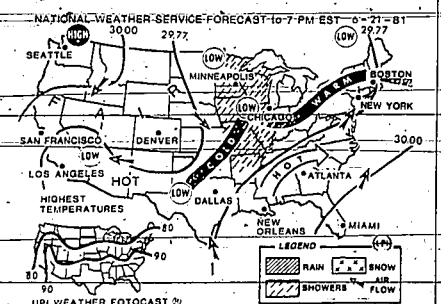 NATIONAL WEATHER SERVICE FORECAST to 7 PM EST 6-21-81
HIGH
30.00
29.77
LOW
LOW
29.77
SEATTLE
MINNEAPOLIS
BOSTON
F
A
I
R
LOW
CHICAGO
WARM
NEW YORK
SAN FRANCISCO
DENVER
COLD
30.00
LOW
LOS ANGELES
HOT
LOW
HOT
ATLANTA
DALLAS
HIGHEST
TEMPERATURES
NEW
ORLEANS
MIAMI
80
90
80
90
LEGEND
UPI
RAIN
SNOW
SHOWERS
AIR
FLOW
UPI WEATHER FOTOCAST